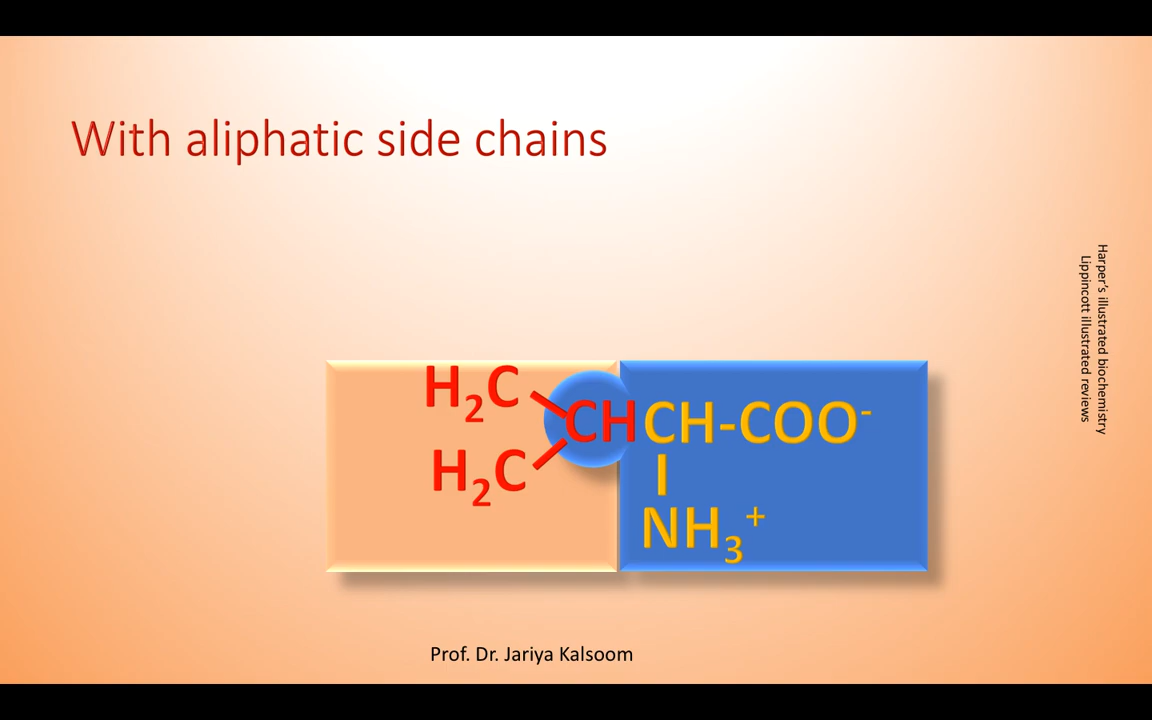 With aliphatic side chains
H₂C
CH
CH-COO⁻
H₂C
NH₃⁺
Harper's illustrated biochemistry
Lippincott illustrated reviews
Prof. Dr. Jariya Kalsoom